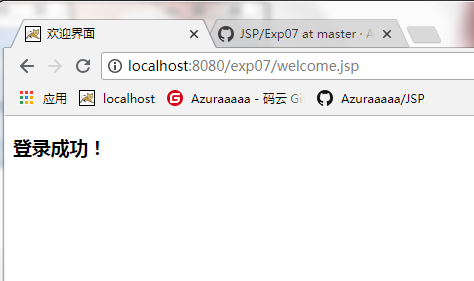 欢迎界面
JSP/Exp07 at master · A
localhost:8080/exp07/welcome.jsp
应用 localhost Azuraaaaa - 码云 Gi Azuraaaaa/JSP
登录成功！